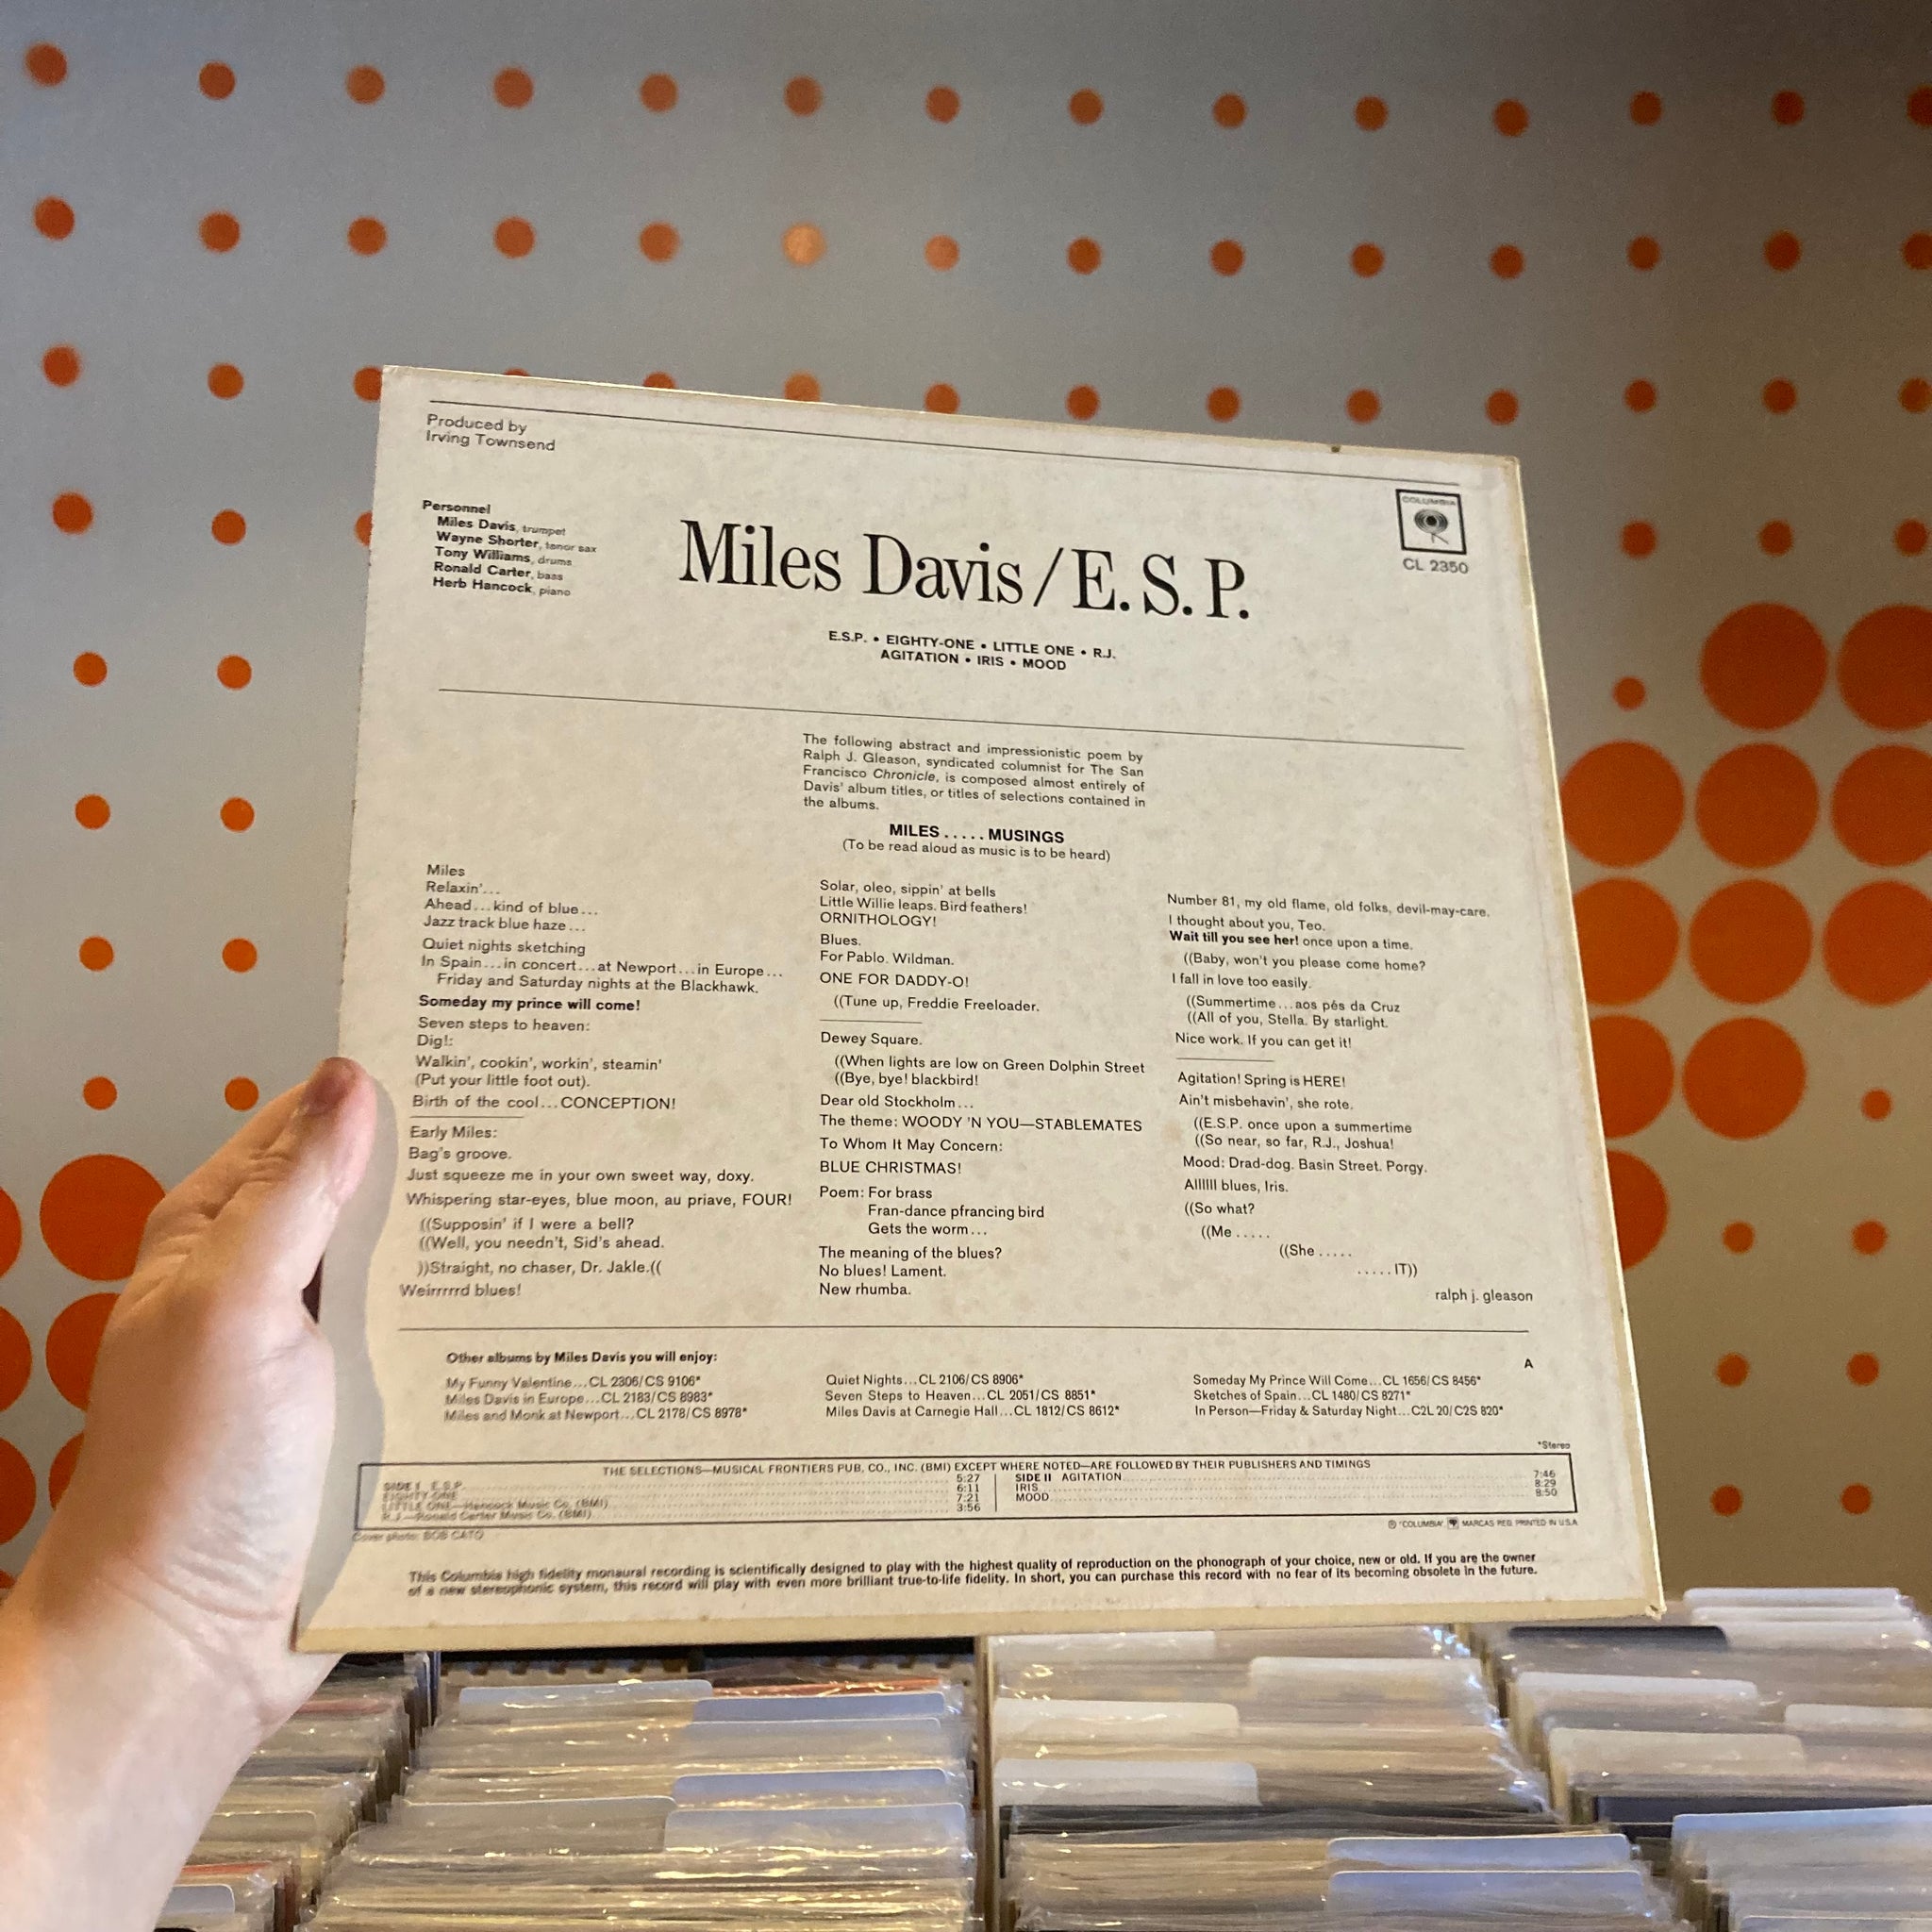 Produced by
Irving Townsend
Personnel
Miles Davis, trumpet
Wayne Shorter, tenor sax
Tony Williams, drums
Ronald Carter, bass
Herb Hancock, piano
Miles Davis/E.S.P.
COLUMBIA
CL 2350
E.S.P. • EIGHTY-ONE • LITTLE ONE • R.J.
AGITATION • IRIS • MOOD
The following abstract and impressionistic poem by
Ralph J. Gleason, syndicated columnist for The San
Francisco Chronicle, is composed almost entirely of
Davis' album titles, or titles of selections contained in
the albums.
MILES ..... MUSINGS
(To be read aloud as music is to be heard)
Miles
Relaxin'...
Ahead...kind of blue...
Jazz track blue haze...
Quiet nights sketching
In Spain...in concert...at Newport...in Europe...
Friday and Saturday nights at the Blackhawk.
Someday my prince will come!
Seven steps to heaven:
Dig!:
Walkin', cookin', workin', steamin'
(Put your little foot out).
Birth of the cool...CONCEPTION!
Early Miles:
Bag's groove.
Just squeeze me in your own sweet way, doxy.
Whispering star-eyes, blue moon, au priave, FOUR!
((Supposin' if I were a bell?
((Well, you needn't, Sid's ahead.
))Straight, no chaser, Dr. Jakle.((
Weirrrrrd blues!
Solar, oleo, sippin' at bells
Little Willie leaps. Bird feathers!
ORNITHOLOGY!
Blues.
For Pablo. Wildman.
ONE FOR DADDY-O!
((Tune up, Freddie Freeloader.
Dewey Square.
((When lights are low on Green Dolphin Street
((Bye, bye! blackbird!
Dear old Stockholm...
The theme: WOODY 'N YOU—STABLEMATES
To Whom It May Concern:
BLUE CHRISTMAS!
Poem: For brass
Fran-dance pfrancing bird
Gets the worm...
The meaning of the blues?
No blues! Lament.
New rhumba.
Number 81, my old flame, old folks, devil-may-care.
I thought about you, Teo.
Wait till you see her! once upon a time.
((Baby, won't you please come home?
I fall in love too easily.
((Summertime...aos pés da Cruz
((All of you, Stella. By starlight.
Nice work. If you can get it!
Agitation! Spring is HERE!
Ain't misbehavin', she rote.
((E.S.P. once upon a summertime
((So near, so far, R.J., Joshua!
Mood: Drad-dog. Basin Street. Porgy.
Allllll blues, Iris.
((So what?
((Me .....
((She .....
.....IT))
ralph j. gleason
Other albums by Miles Davis you will enjoy:
A
My Funny Valentine...CL 2306/CS 9106*
Miles Davis in Europe...CL 2183/CS 8983*
Miles and Monk at Newport...CL 2178/CS 8978*
Quiet Nights...CL 2106/CS 8906*
Seven Steps to Heaven...CL 2051/CS 8851*
Miles Davis at Carnegie Hall...CL 1812/CS 8612*
Someday My Prince Will Come...CL 1656/CS 8456*
Sketches of Spain...CL 1480/CS 8271*
In Person—Friday & Saturday Night...C2L 20/C2S 820*
*Stereo
THE SELECTIONS—MUSICAL FRONTIERS PUB. CO., INC. (BMI) EXCEPT WHERE NOTED—ARE FOLLOWED BY THEIR PUBLISHERS AND TIMINGS
SIDE I E.S.P. 5:27
EIGHTY-ONE 6:11
LITTLE ONE—Hancock Music Co. (BMI) 7:21
R.J.—Ronald Carter Music Co. (BMI) 3:56
SIDE II AGITATION 7:46
IRIS 8:29
MOOD 8:50
Cover photo: BOB CATO
® "COLUMBIA", MARCAS REG. PRINTED IN U.S.A.
This Columbia high fidelity monaural recording is scientifically designed to play with the highest quality of reproduction on the phonograph of your choice, new or old. If you are the owner
of a new stereophonic system, this record will play with even more brilliant true-to-life fidelity. In short, you can purchase this record with no fear of its becoming obsolete in the future.